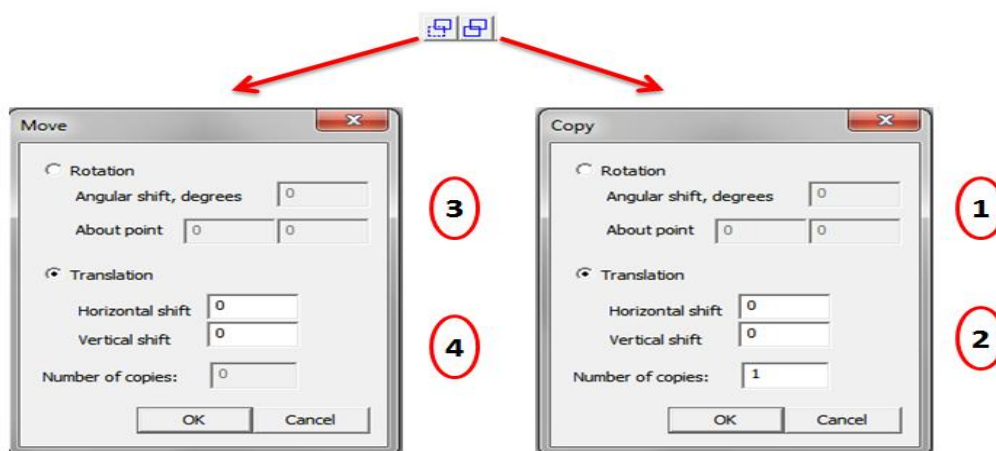 Move
Rotation
Angular shift, degrees 0
About point 0 0
3
Translation
Horizontal shift 0
Vertical shift 0
4
Number of copies: 0
OK Cancel
Copy
Rotation
Angular shift, degrees 0
About point 0 0
1
Translation
Horizontal shift 0
Vertical shift 0
2
Number of copies: 1
OK Cancel